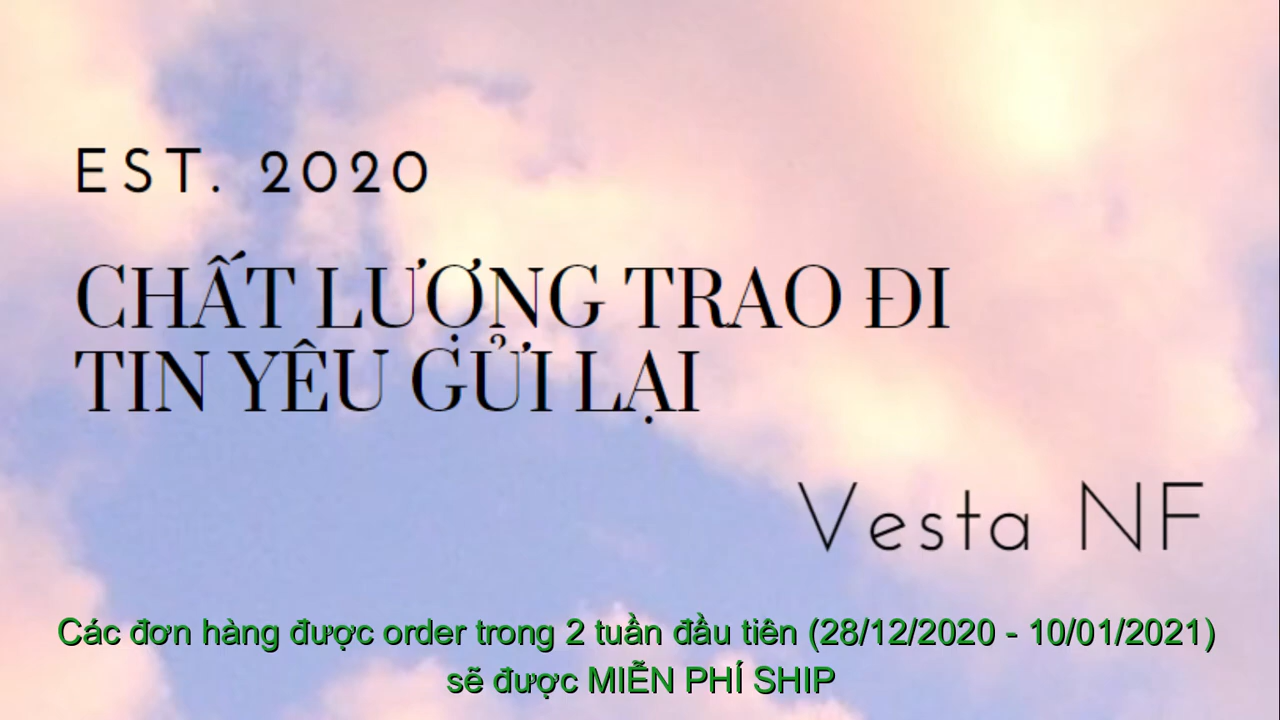 EST. 2020
CHẤT LƯỢNG TRAO ĐI
TIN YÊU GỬI LẠI
Vesta NF
Các đơn hàng được order trong 2 tuần đầu tiên (28/12/2020 - 10/01/2021)
sẽ được MIỄN PHÍ SHIP